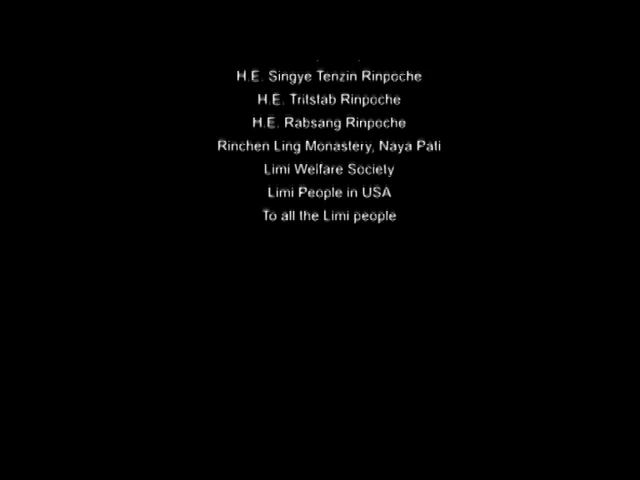 H.E. Singye Tenzin Rinpoche
H.E. Tritstab Rinpoche
H.E. Rabsang Rinpoche
Rinchen Ling Monastery, Naya Pati
Limi Welfare Society
Limi People in USA
To all the Limi people